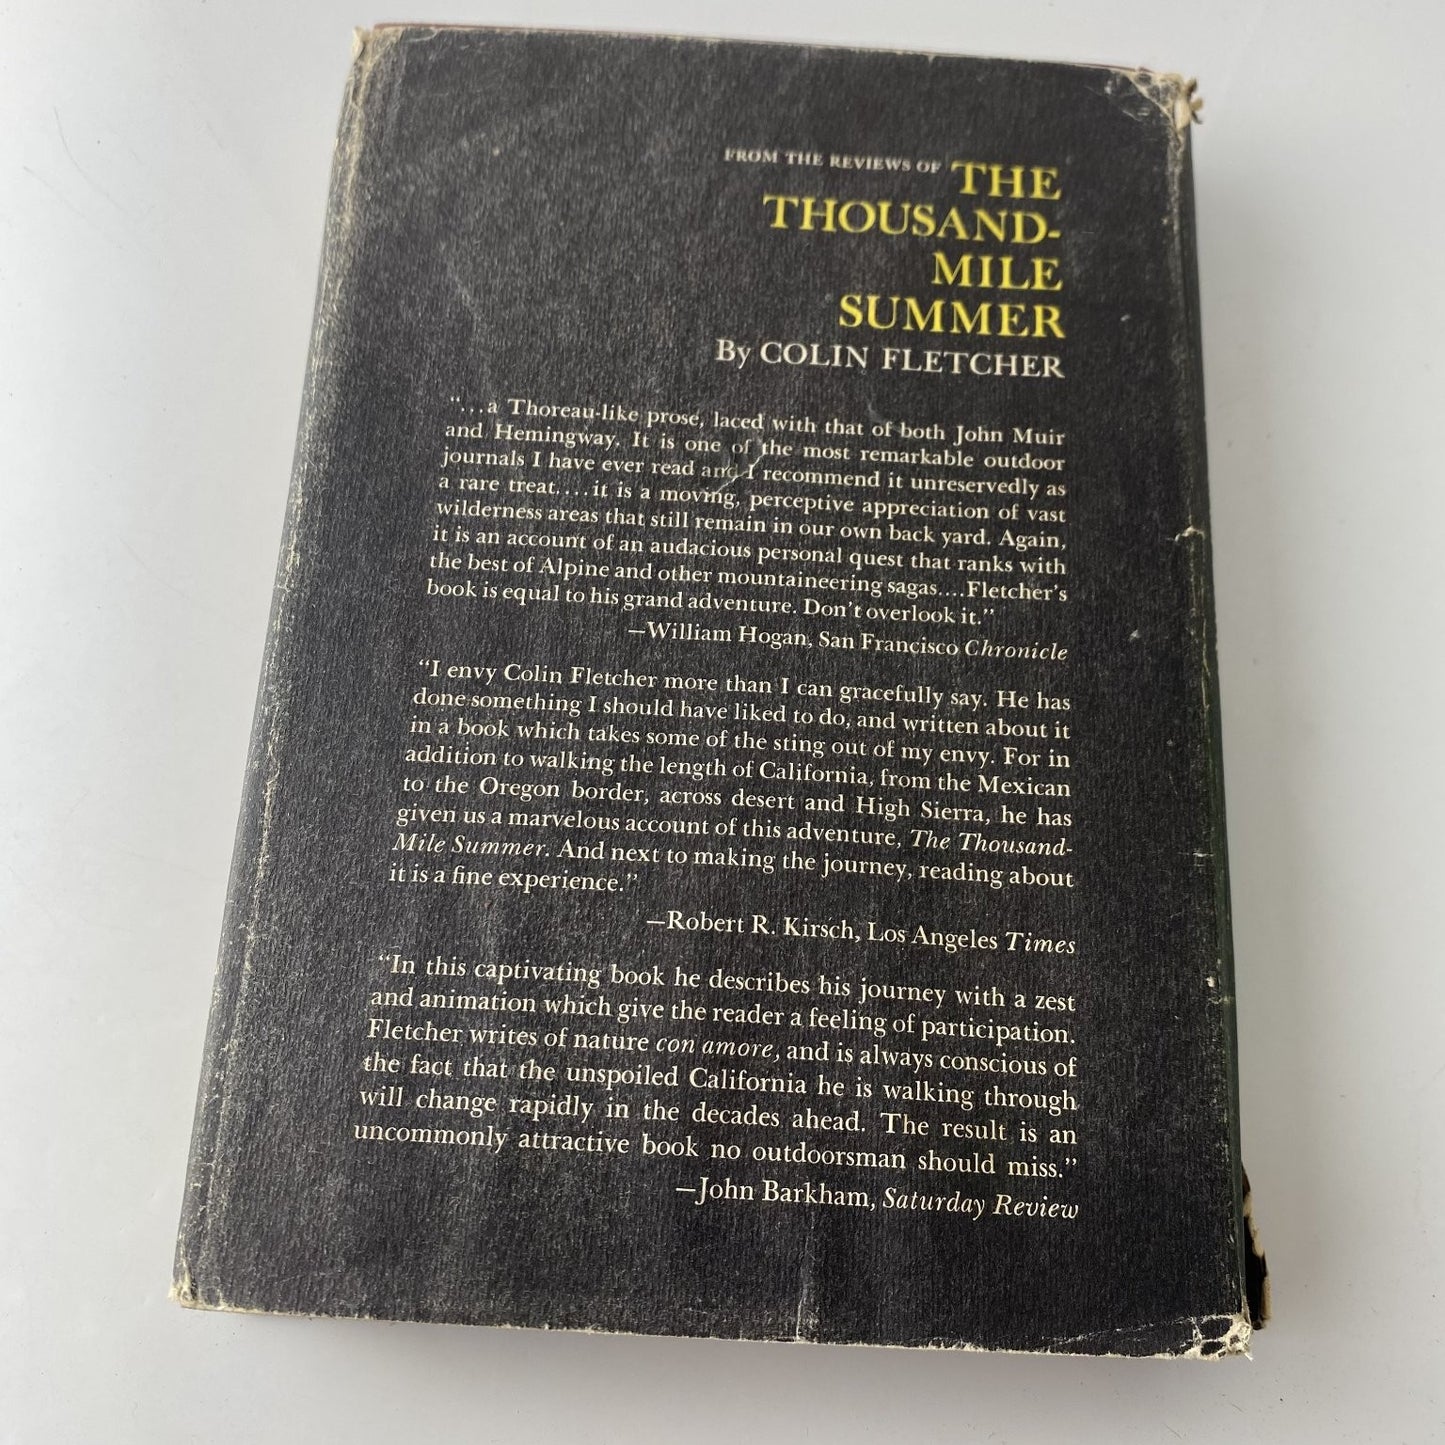 FROM THE REVIEWS OF THE
THOUSAND-
MILE
SUMMER
By COLIN FLETCHER
"...a Thoreau-like prose, laced with that of both John Muir
and Hemingway. It is one of the most remarkable outdoor
journals I have ever read and I recommend it unreservedly as
a rare treat....it is a moving, perceptive appreciation of vast
wilderness areas that still remain in our own back yard. Again,
it is an account of an audacious personal quest that ranks with
the best of Alpine and other mountaineering sagas....Fletcher's
book is equal to his grand adventure. Don't overlook it."
—William Hogan, San Francisco Chronicle
"I envy Colin Fletcher more than I can gracefully say. He has
done something I should have liked to do, and written about it
in a book which takes some of the sting out of my envy. For in
addition to walking the length of California, from the Mexican
to the Oregon border, across desert and High Sierra, he has
given us a marvelous account of this adventure, The Thousand-
Mile Summer. And next to making the journey, reading about
it is a fine experience."
—Robert R. Kirsch, Los Angeles Times
"In this captivating book he describes his journey with a zest
and animation which give the reader a feeling of participation.
Fletcher writes of nature con amore, and is always conscious of
the fact that the unspoiled California he is walking through
will change rapidly in the decades ahead. The result is an
uncommonly attractive book no outdoorsman should miss."
—John Barkham, Saturday Review